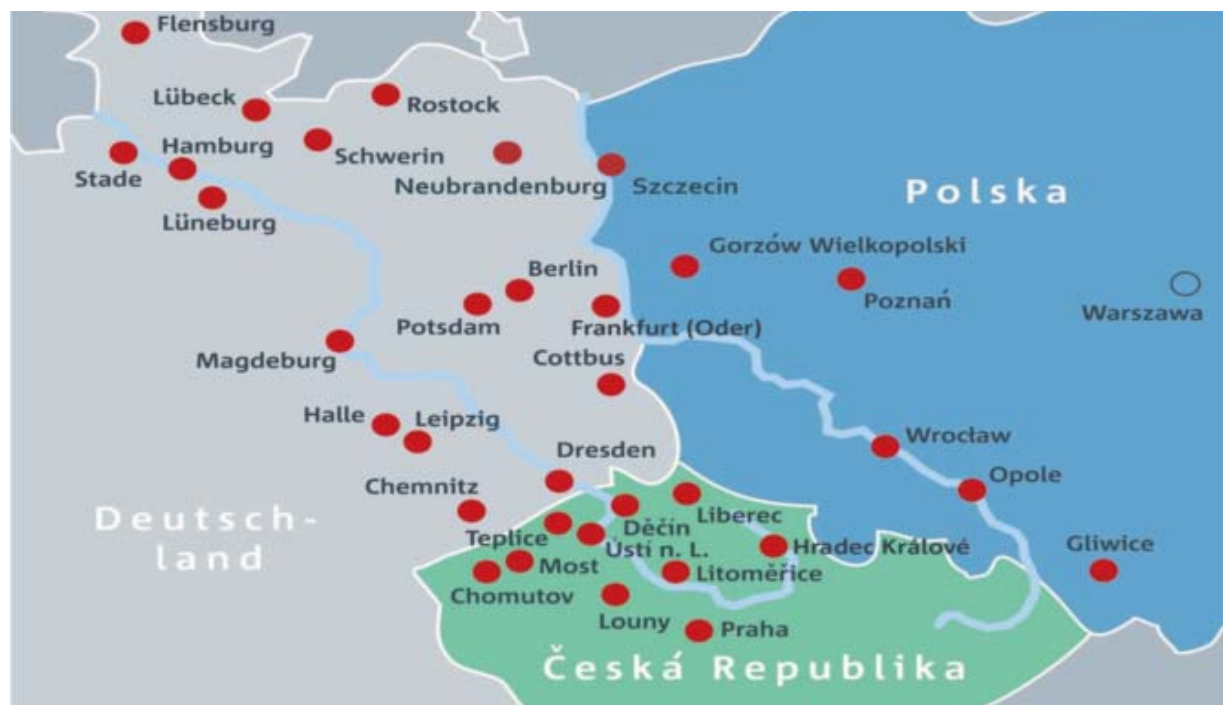 Flensburg
Lübeck
Rostock
Hamburg
Schwerin
Stade
Neubrandenburg
Szczecin
Polska
Lüneburg
Gorzów Wielkopolski
Berlin
Poznań
Warszawa
Potsdam
Frankfurt (Oder)
Magdeburg
Cottbus
Halle
Leipzig
Wrocław
Dresden
Opole
Chemnitz
Liberec
Deutsch-
land
Děčín
Teplice
Ústí n. L.
Hradec Králové
Gliwice
Most
Litoměřice
Chomutov
Louny
Praha
Česká Republika